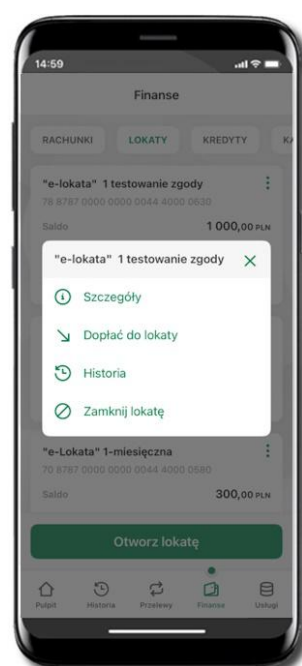 14:59
Finanse
RACHUNKI LOKATY KREDYTY
"e-lokata" 1 testowanie zgody
78 8787 0000 0000 0044 4000 0630
Saldo 1 000,00 PLN
"e-lokata" 1 testowanie zgody
Szczegóły
Dopłać do lokaty
Historia
Zamknij lokatę
"e-Lokata" 1-miesięczna
70 8787 0000 0000 0044 4000 0580
Saldo 300,00 PLN
Otworz lokatę
Pulpit Historia Przelewy Finanse Usługi